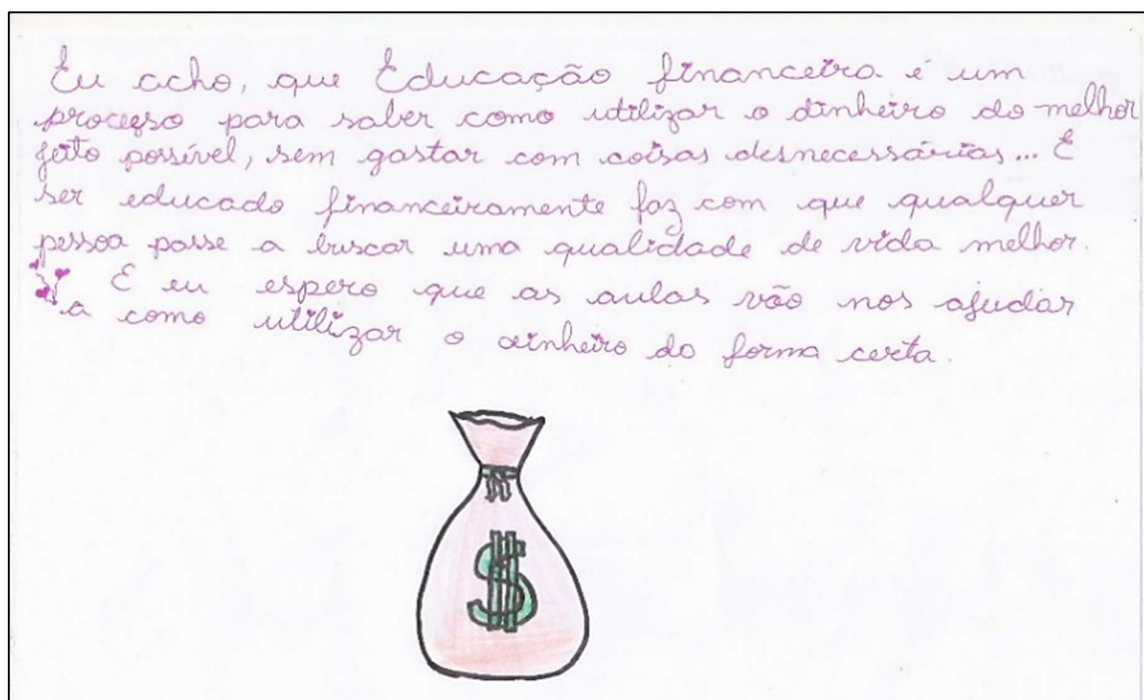 Eu acho, que Educação financeira é um
processo para saber como utilizar o dinheiro do melhor
jeito possível, sem gastar com coisas desnecessárias... E
ser educado financeiramente faz com que qualquer
pessoa passe a buscar uma qualidade de vida melhor.
E eu espero que as aulas vão nos ajudar
a como utilizar o dinheiro do forma certa.
$